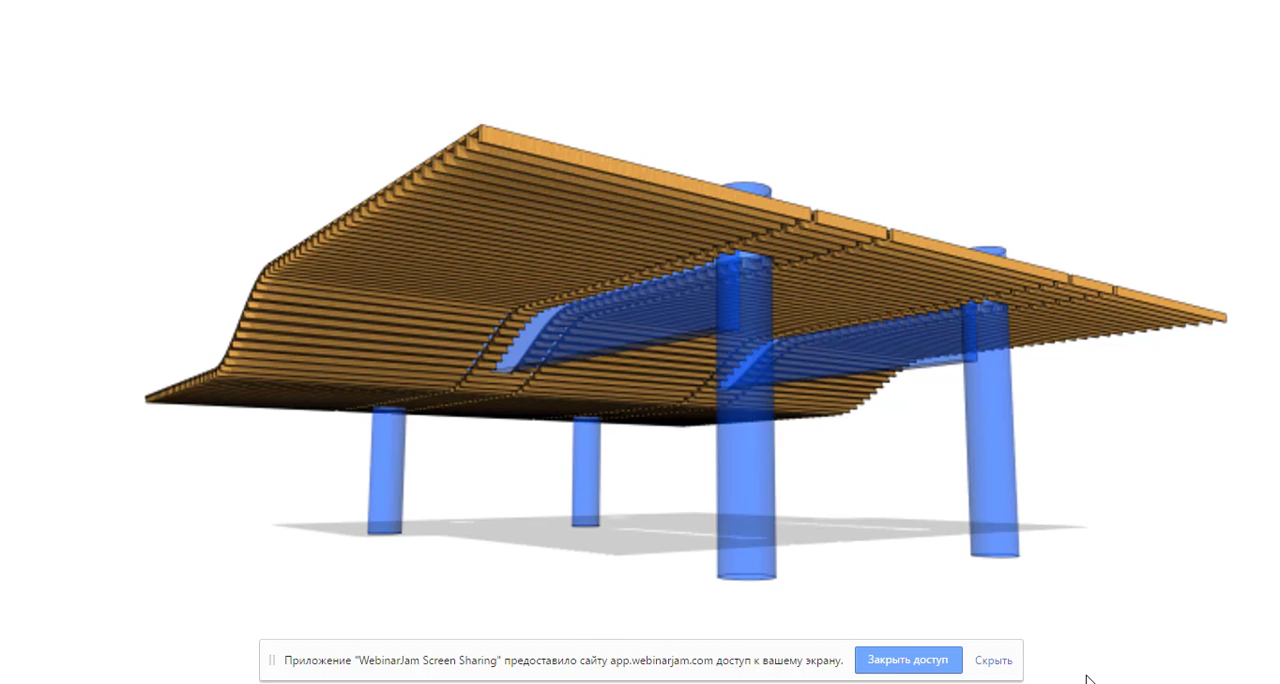 Приложение "WebinarJam Screen Sharing" предоставило сайту app.webinarjam.com доступ к вашему экрану. Закрыть доступ Скрыть